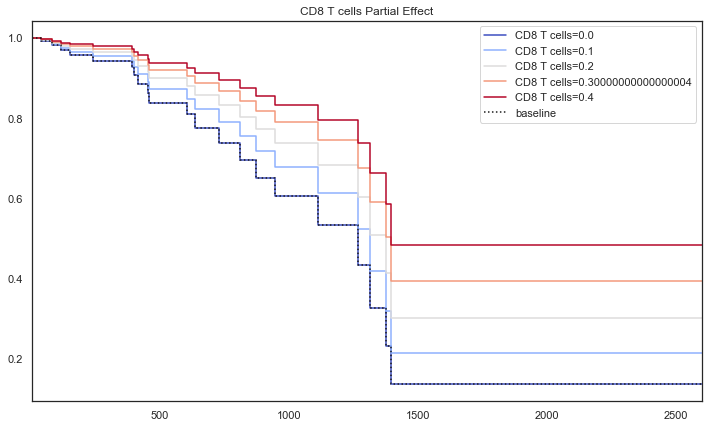 CD8 T cells Partial Effect
CD8 T cells=0.0
CD8 T cells=0.1
CD8 T cells=0.2
CD8 T cells=0.30000000000000004
CD8 T cells=0.4
baseline
1.0
0.8
0.6
0.4
0.2
500 1000 1500 2000 2500